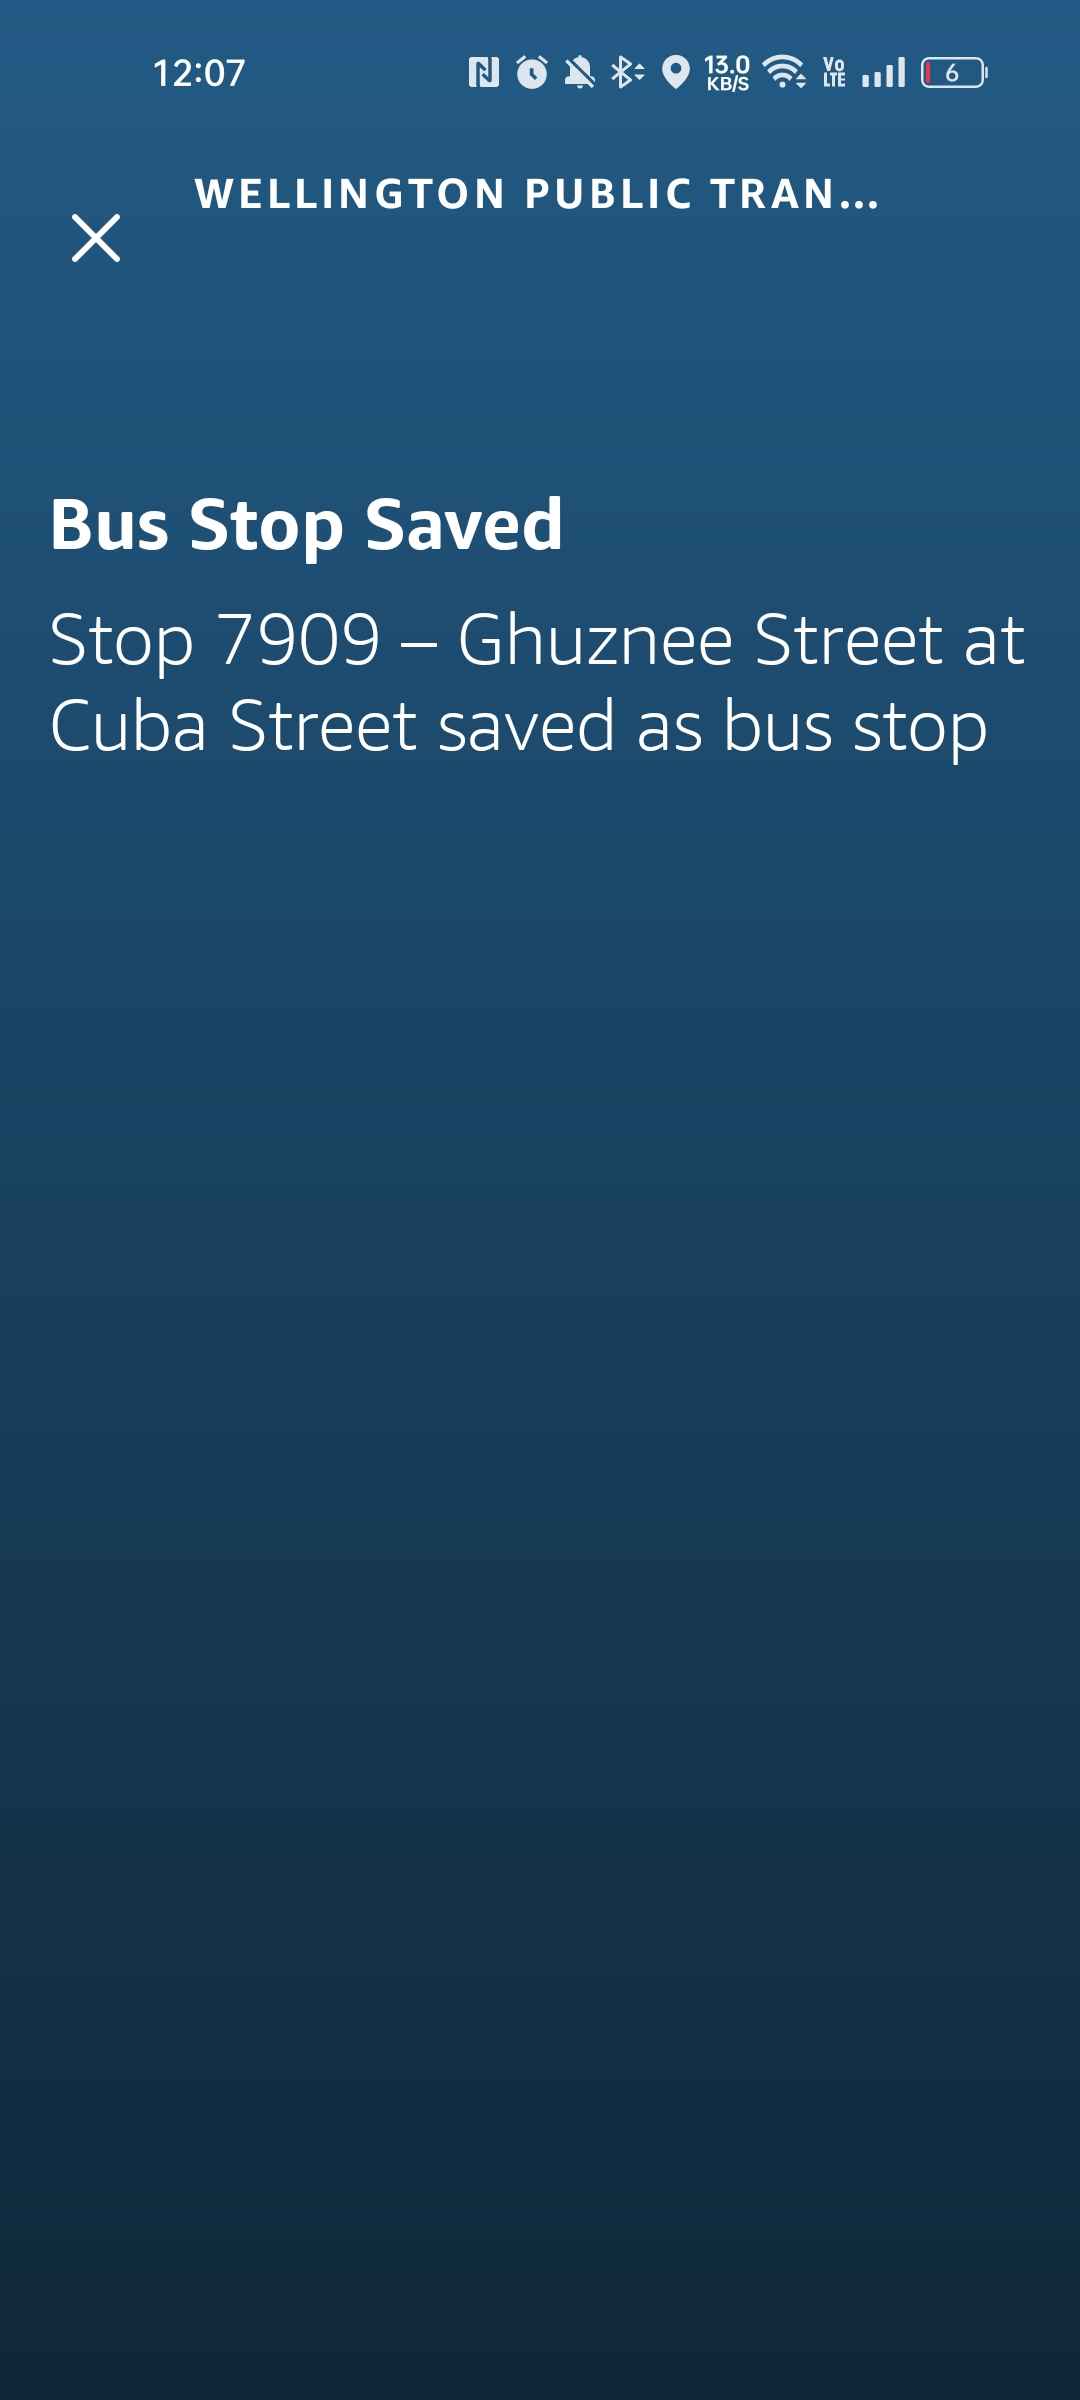 12:07
13.0
KB/S
Vo
LTE
6
WELLINGTON PUBLIC TRAN...
Bus Stop Saved
Stop 7909 – Ghuznee Street at
Cuba Street saved as bus stop